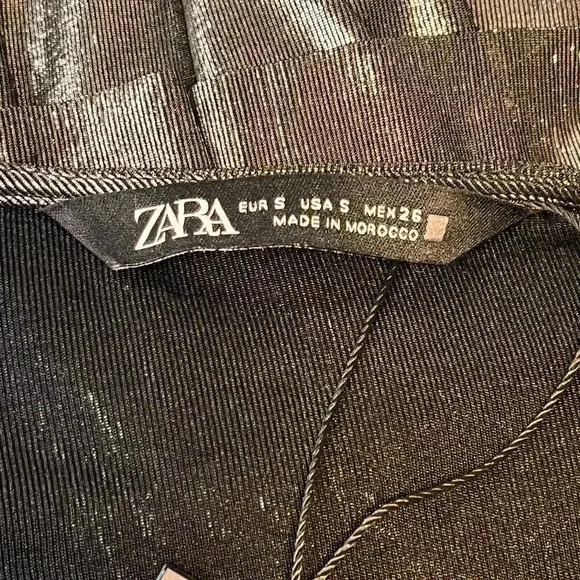 ZARA
EUR S USA S MEX 26
MADE IN MOROCCO